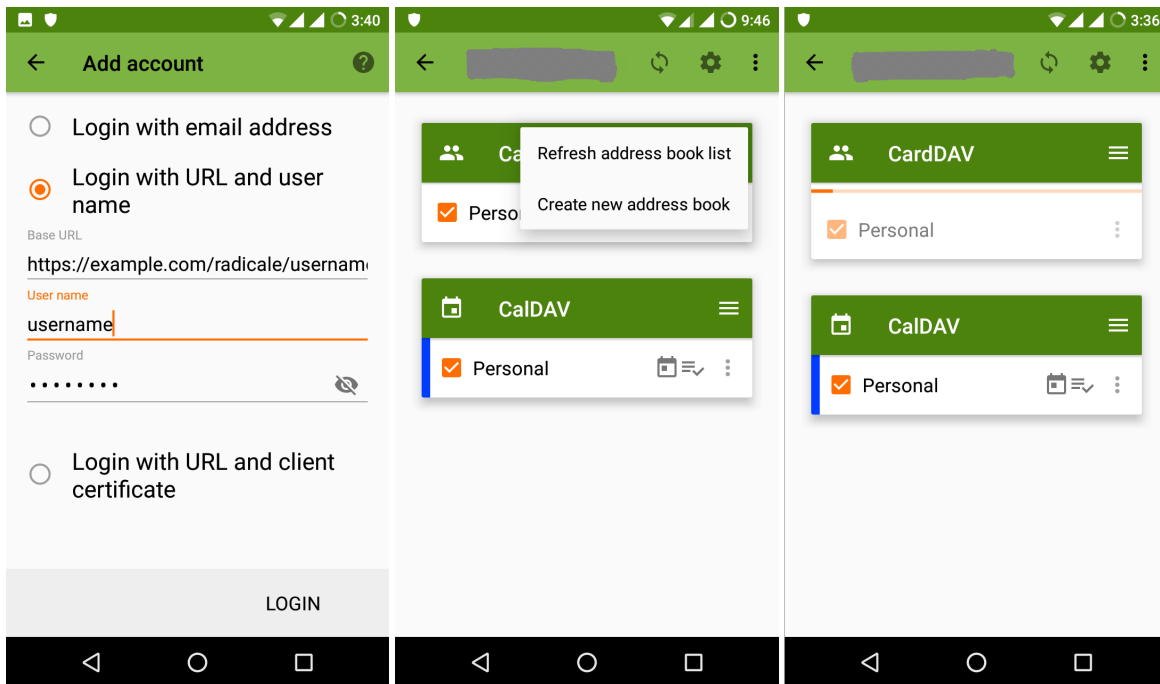 3:40
Add account
Login with email address
Login with URL and user
name
Base URL
https://example.com/radicale/username
User name
username
Password
Login with URL and client
certificate
LOGIN
9:46
Ca
Refresh address book list
Create new address book
Perso
CalDAV
Personal
3:36
CardDAV
Personal
CalDAV
Personal